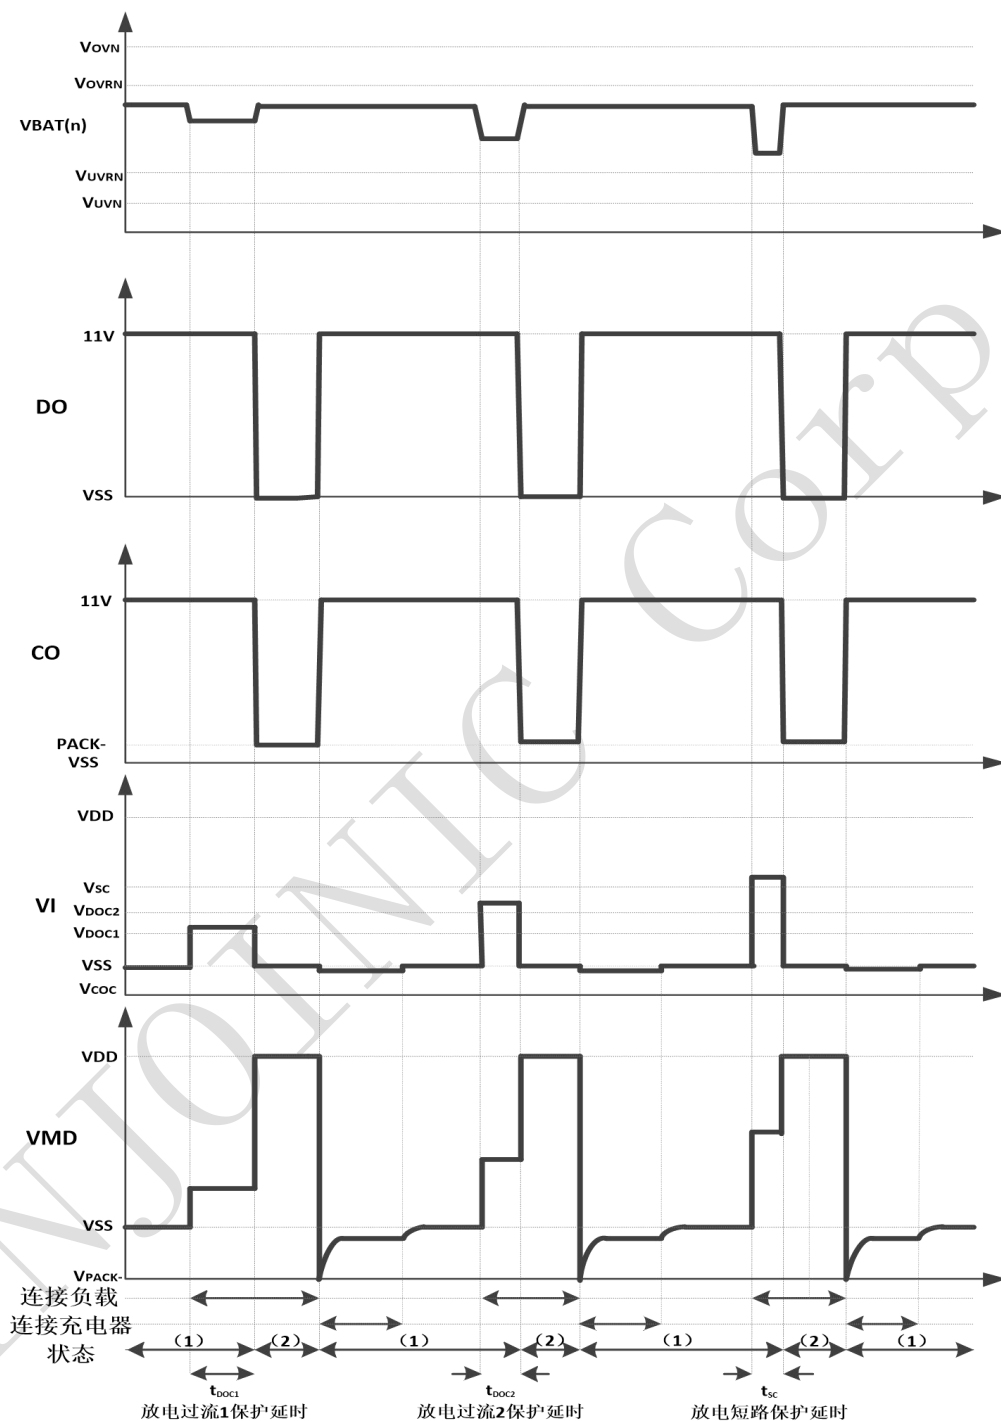 VOVN
VOVRN
VBAT(n)
VUVRN
VUVN
11V
DO
VSS
11V
CO
PACK-
VSS
VDD
VSC
VI
VDOC2
VDOC1
VSS
VCOC
VDD
VMD
VSS
VPACK-
连接负载
连接充电器
状态
(1) (2) (1) (2) (1) (2) (1)
tDOC1 tDOC2 tSC
放电过流1保护延时 放电过流2保护延时 放电短路保护延时
NJOINIC Corp